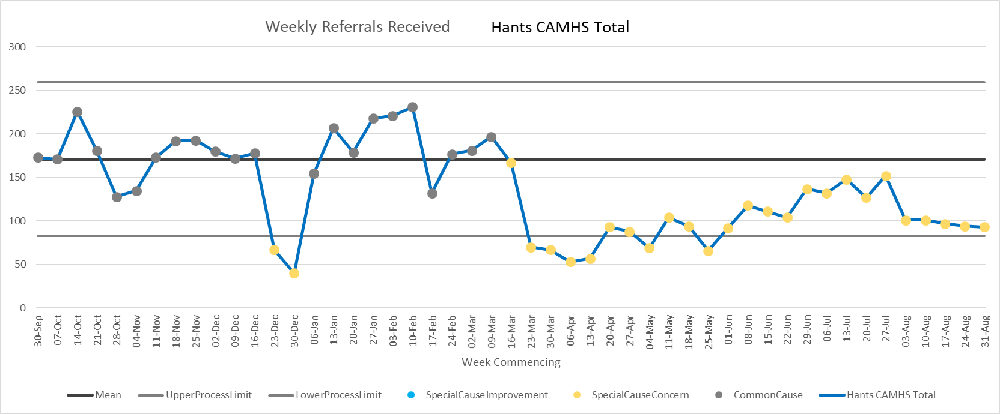 Weekly Referrals Received Hants CAMHS Total
300
250
200
150
100
50
0
30-Sep
07-Oct
14-Oct
21-Oct
28-Oct
04-Nov
11-Nov
18-Nov
25-Nov
02-Dec
09-Dec
16-Dec
23-Dec
30-Dec
06-Jan
13-Jan
20-Jan
27-Jan
03-Feb
10-Feb
17-Feb
24-Feb
02-Mar
09-Mar
16-Mar
23-Mar
30-Mar
06-Apr
13-Apr
20-Apr
27-Apr
04-May
11-May
18-May
25-May
01-Jun
08-Jun
15-Jun
22-Jun
29-Jun
06-Jul
13-Jul
20-Jul
27-Jul
03-Aug
10-Aug
17-Aug
24-Aug
31-Aug
Week Commencing
Mean UpperProcessLimit LowerProcessLimit SpecialCauseImprovement SpecialCauseConcern CommonCause Hants CAMHS Total